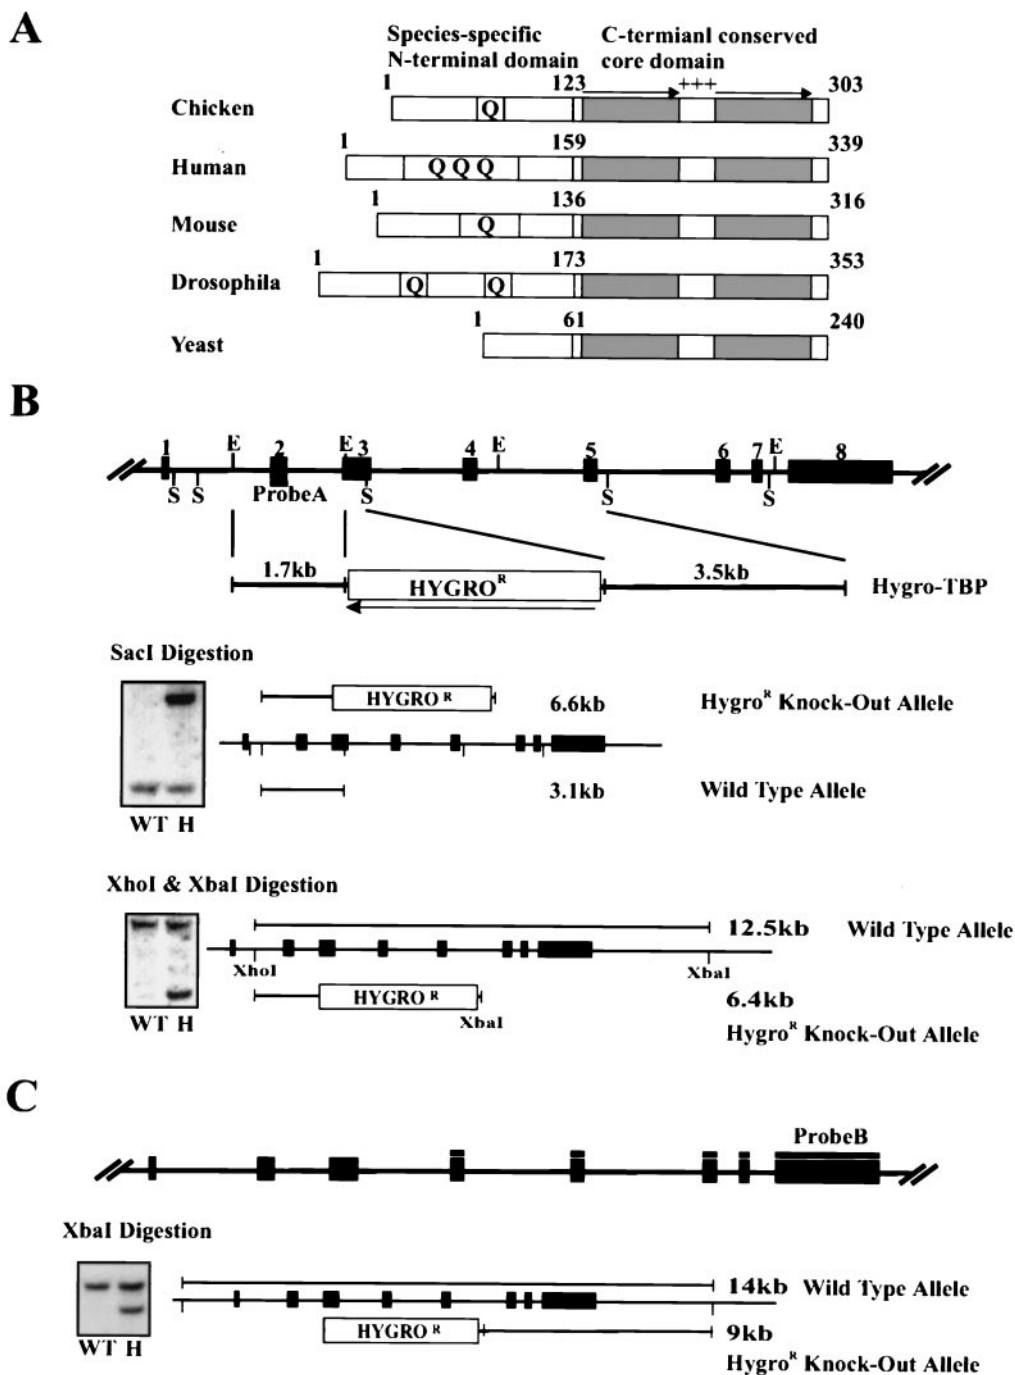 A
Species-specific
N-terminal domain
C-termianl conserved
core domain
1 123 +++ 303
Chicken Q
1 159 339
Human Q Q Q
1 136 316
Mouse Q
1 173 353
Drosophila Q Q
1 61 240
Yeast
B
1 E 2 E 3 4 E 5 6 7 E 8
S S ProbeA S S S
1.7kb HYGRO R 3.5kb Hygro-TBP
SacI Digestion
HYGRO R 6.6kb Hygro R Knock-Out Allele
3.1kb Wild Type Allele
WT H
XhoI & XbaI Digestion
12.5kb Wild Type Allele
XhoI XbaI
HYGRO R 6.4kb
XbaI
WT H
Hygro R Knock-Out Allele
C
ProbeB
XbaI Digestion
14kb Wild Type Allele
HYGRO R 9kb
WT H
Hygro R Knock-Out Allele